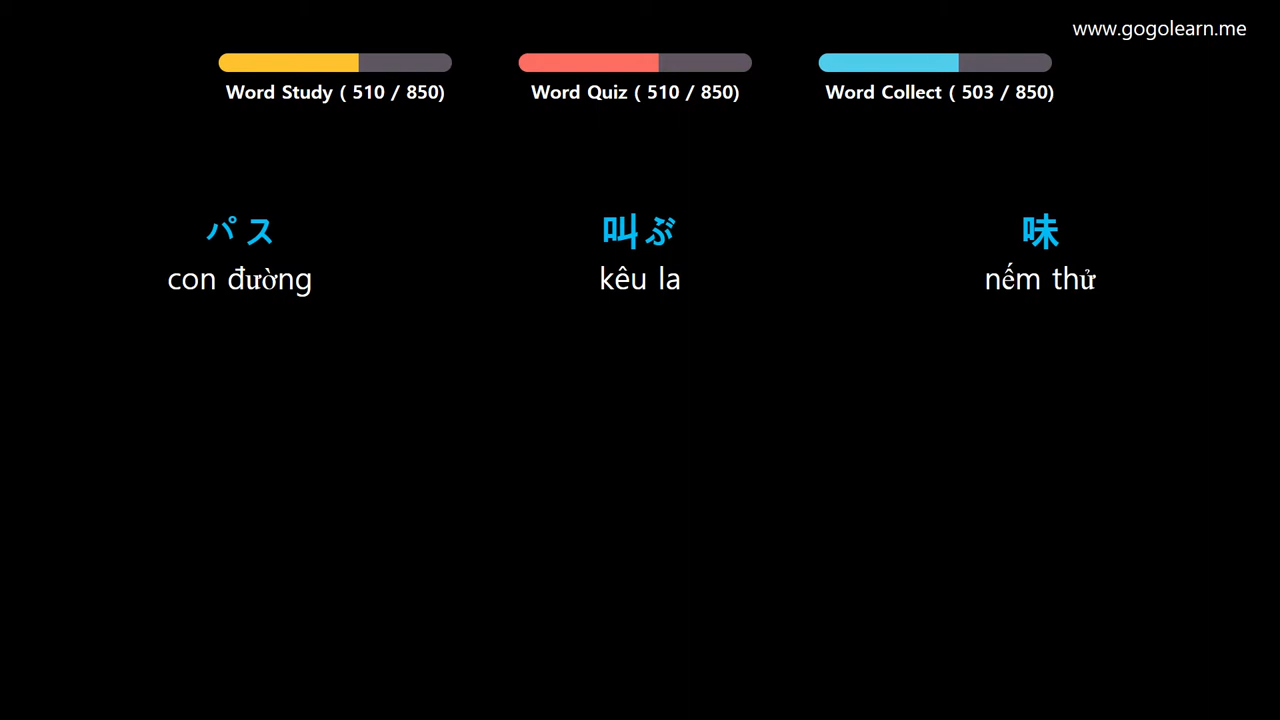 www.gogolearn.me
Word Study ( 510 / 850)
Word Quiz ( 510 / 850)
Word Collect ( 503 / 850)
パス
con đường
叫ぶ
kêu la
味
nếm thử